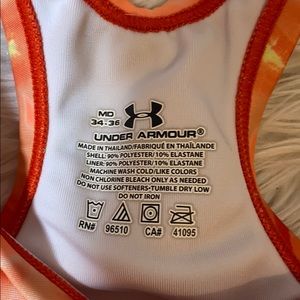 MD
34-36
UNDER ARMOUR®
MADE IN THAILAND/FABRIQUÉ EN THAÏLANDE
SHELL: 90% POLYESTER/10% ELASTANE
LINER: 90% POLYESTER/10% ELASTANE
MACHINE WASH COLD/LIKE COLORS
NON CHLORINE BLEACH ONLY AS NEEDED
DO NOT USE SOFTENERS-TUMBLE DRY LOW
DO NOT IRON
RN# 96510 CA# 41095